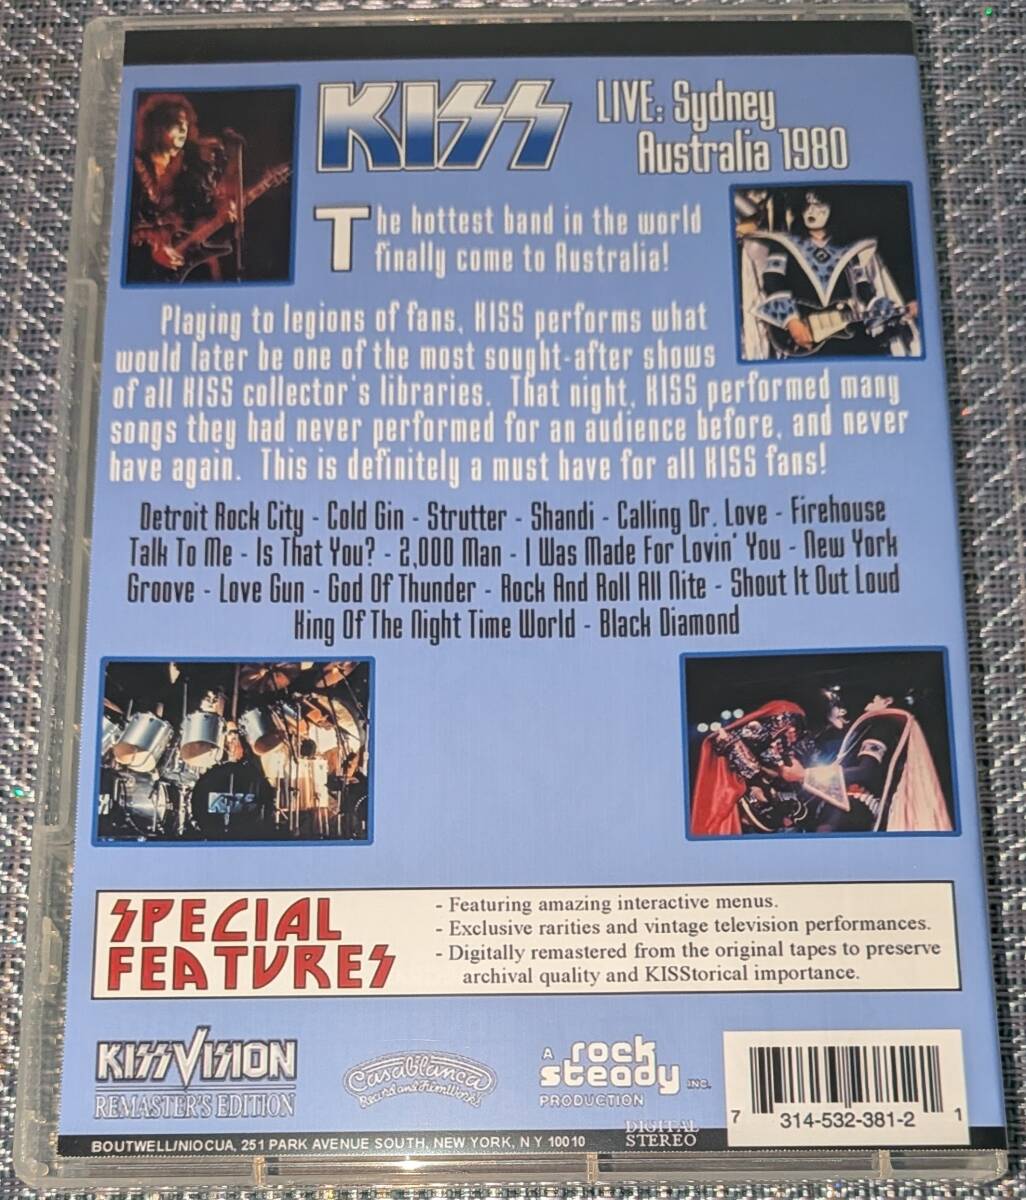 KISS
LIVE: Sydney
Australia 1980
The hottest band in the world
finally come to Australia!
Playing to legions of fans, KISS performs what
would later be one of the most sought-after shows
of all KISS collector's libraries. That night, KISS performed many
songs they had never performed for an audience before, and never
have again. This is definitely a must have for all KISS fans!
Detroit Rock City - Cold Gin - Strutter - Shandi - Calling Dr. Love - Firehouse
Talk To Me - Is That You? - 2,000 Man - I Was Made For Lovin' You - New York
Groove - Love Gun - God Of Thunder - Rock And Roll All Nite - Shout It Out Loud
King Of The Night Time World - Black Diamond
KISS
SPECIAL
FEATURES
- Featuring amazing interactive menus.
- Exclusive rarities and vintage television performances.
- Digitally remastered from the original tapes to preserve
archival quality and KISStorical importance.
KISSVISION
REMASTER'S EDITION
Casablanca
Record and FilmWorks
A rock
steady INC.
PRODUCTION
DIGITAL
STEREO
7 314-532-381-2 1
BOUTWELL/NIOCUA, 251 PARK AVENUE SOUTH, NEW YORK, N Y 10010